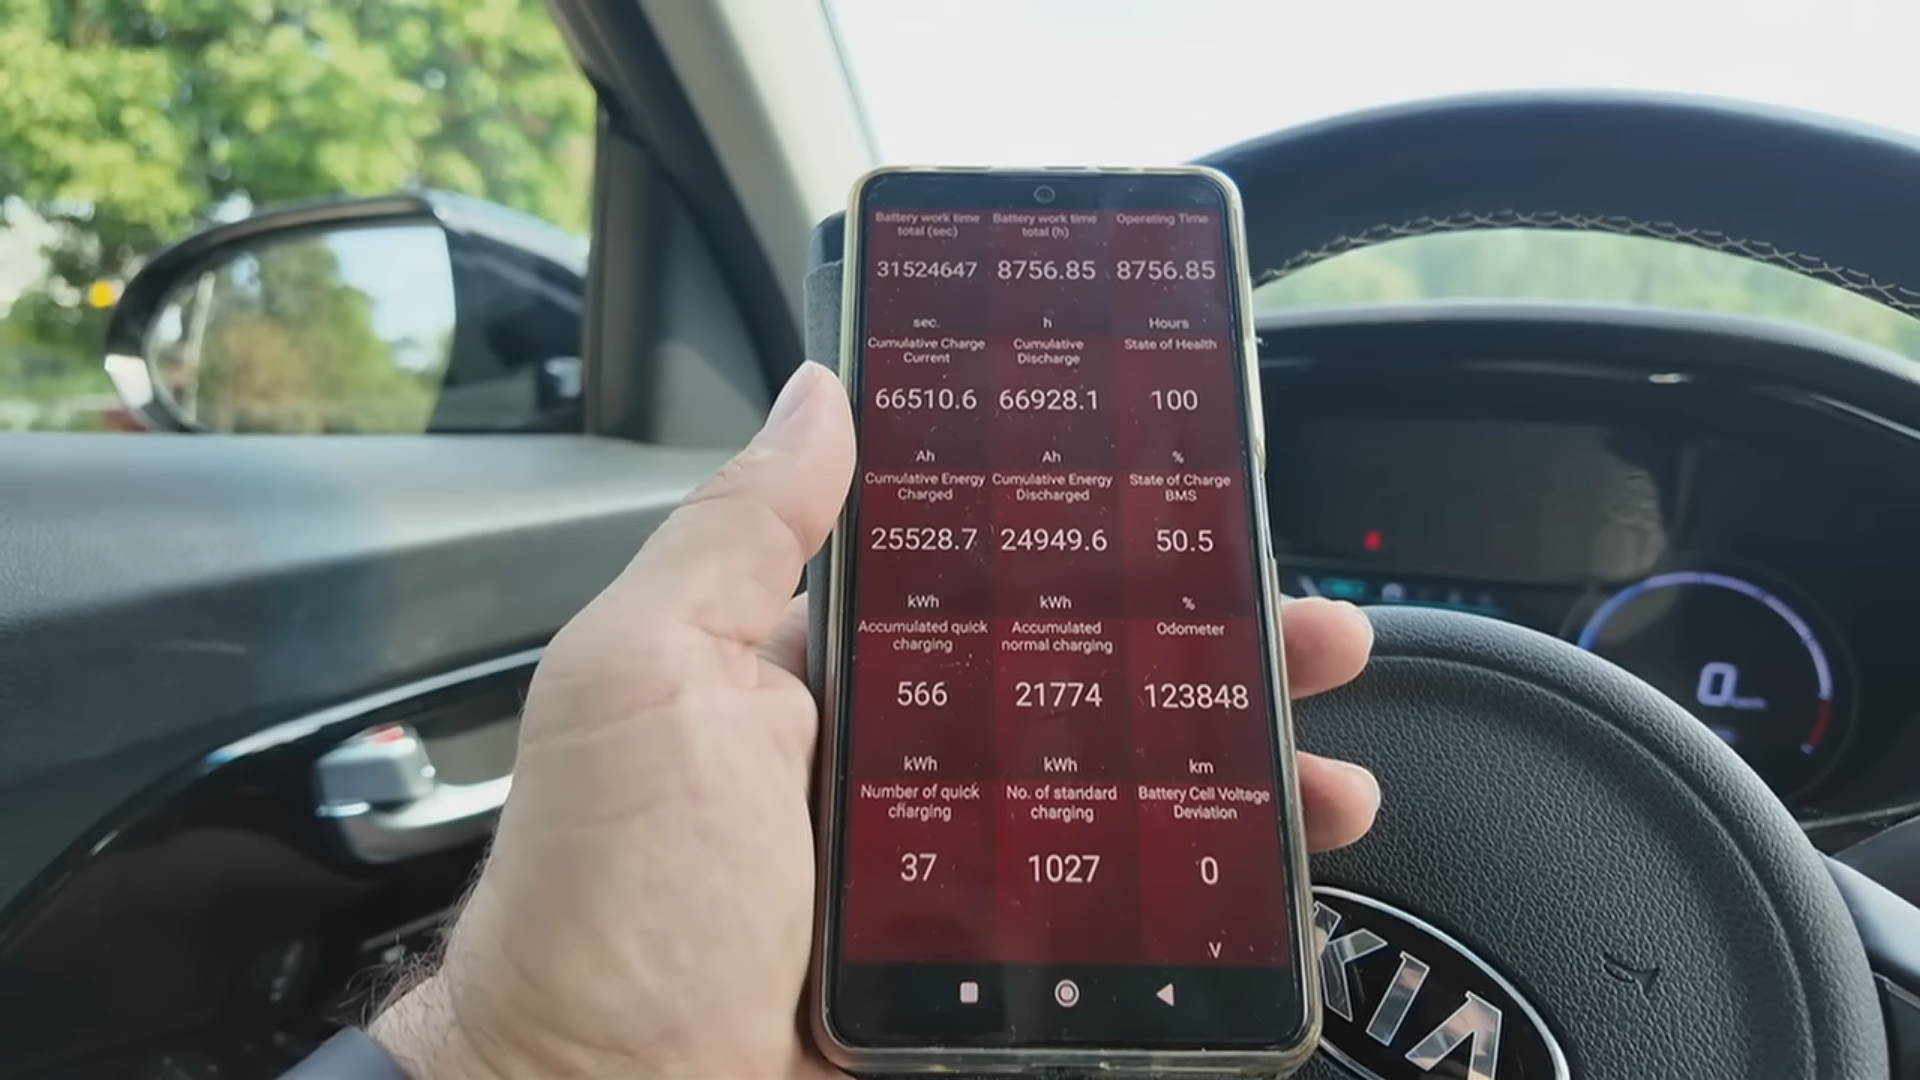 Battery work time Battery work time Operating Time
total (sec) total (h)
31524647 8756.85 8756.85
sec. h Hours
Cumulative Charge Cumulative State of Health
Current Discharge
66510.6 66928.1 100
Ah Ah %
Cumulative Energy Cumulative Energy State of Charge
Charged Discharged BMS
25528.7 24949.6 50.5
kWh kWh %
Accumulated quick Accumulated Odometer
charging normal charging
566 21774 123848
kWh kWh km
Number of quick No. of standard Battery Cell Voltage
charging charging Deviation
37 1027 0
V
0
KIA